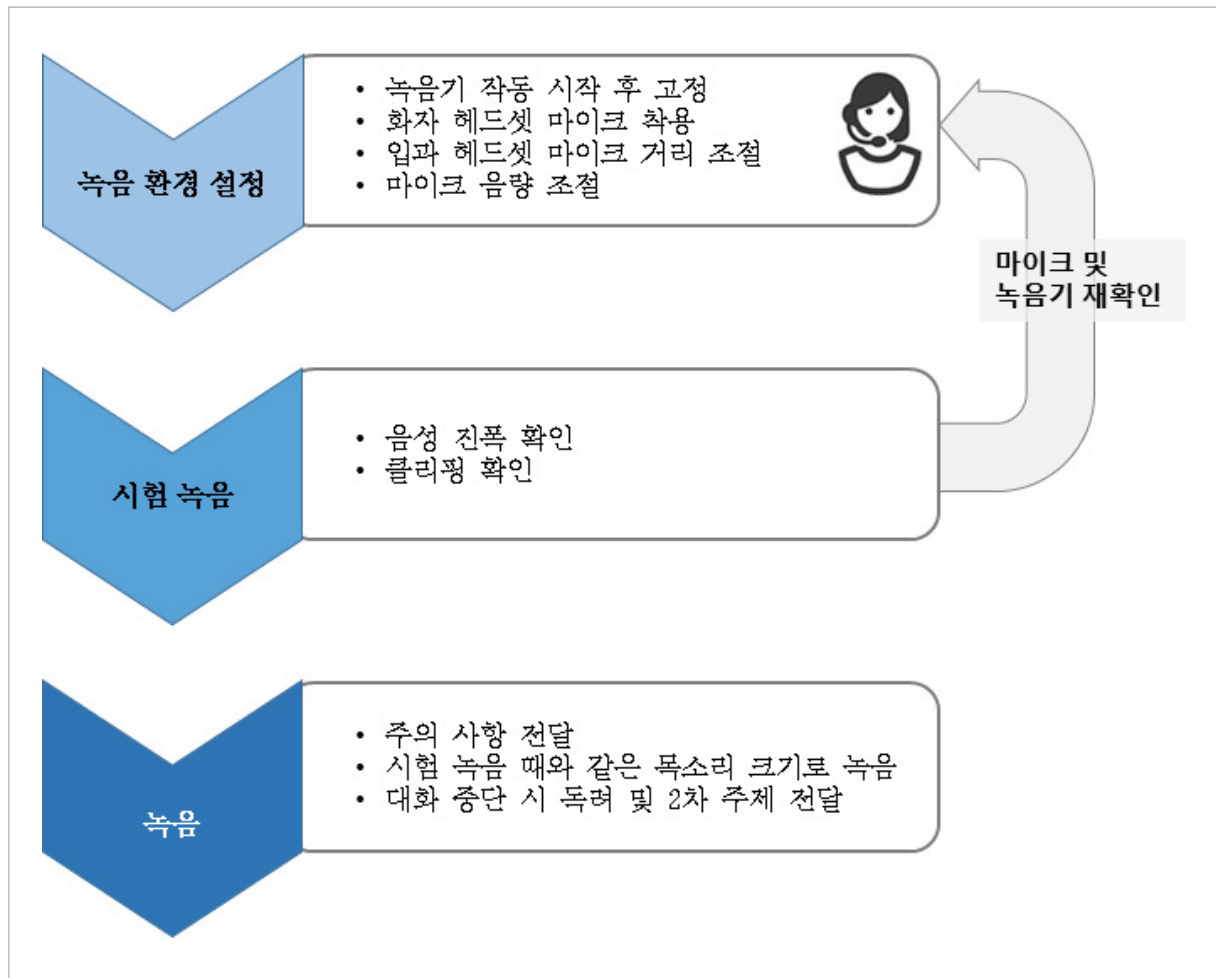 녹음 환경 설정
• 녹음기 작동 시작 후 고정
• 화자 헤드셋 마이크 착용
• 입과 헤드셋 마이크 거리 조절
• 마이크 음량 조절
마이크 및
녹음기 재확인
시험 녹음
• 음성 진폭 확인
• 클리핑 확인
녹음
• 주의 사항 전달
• 시험 녹음 때와 같은 목소리 크기로 녹음
• 대화 중단 시 독려 및 2차 주제 전달